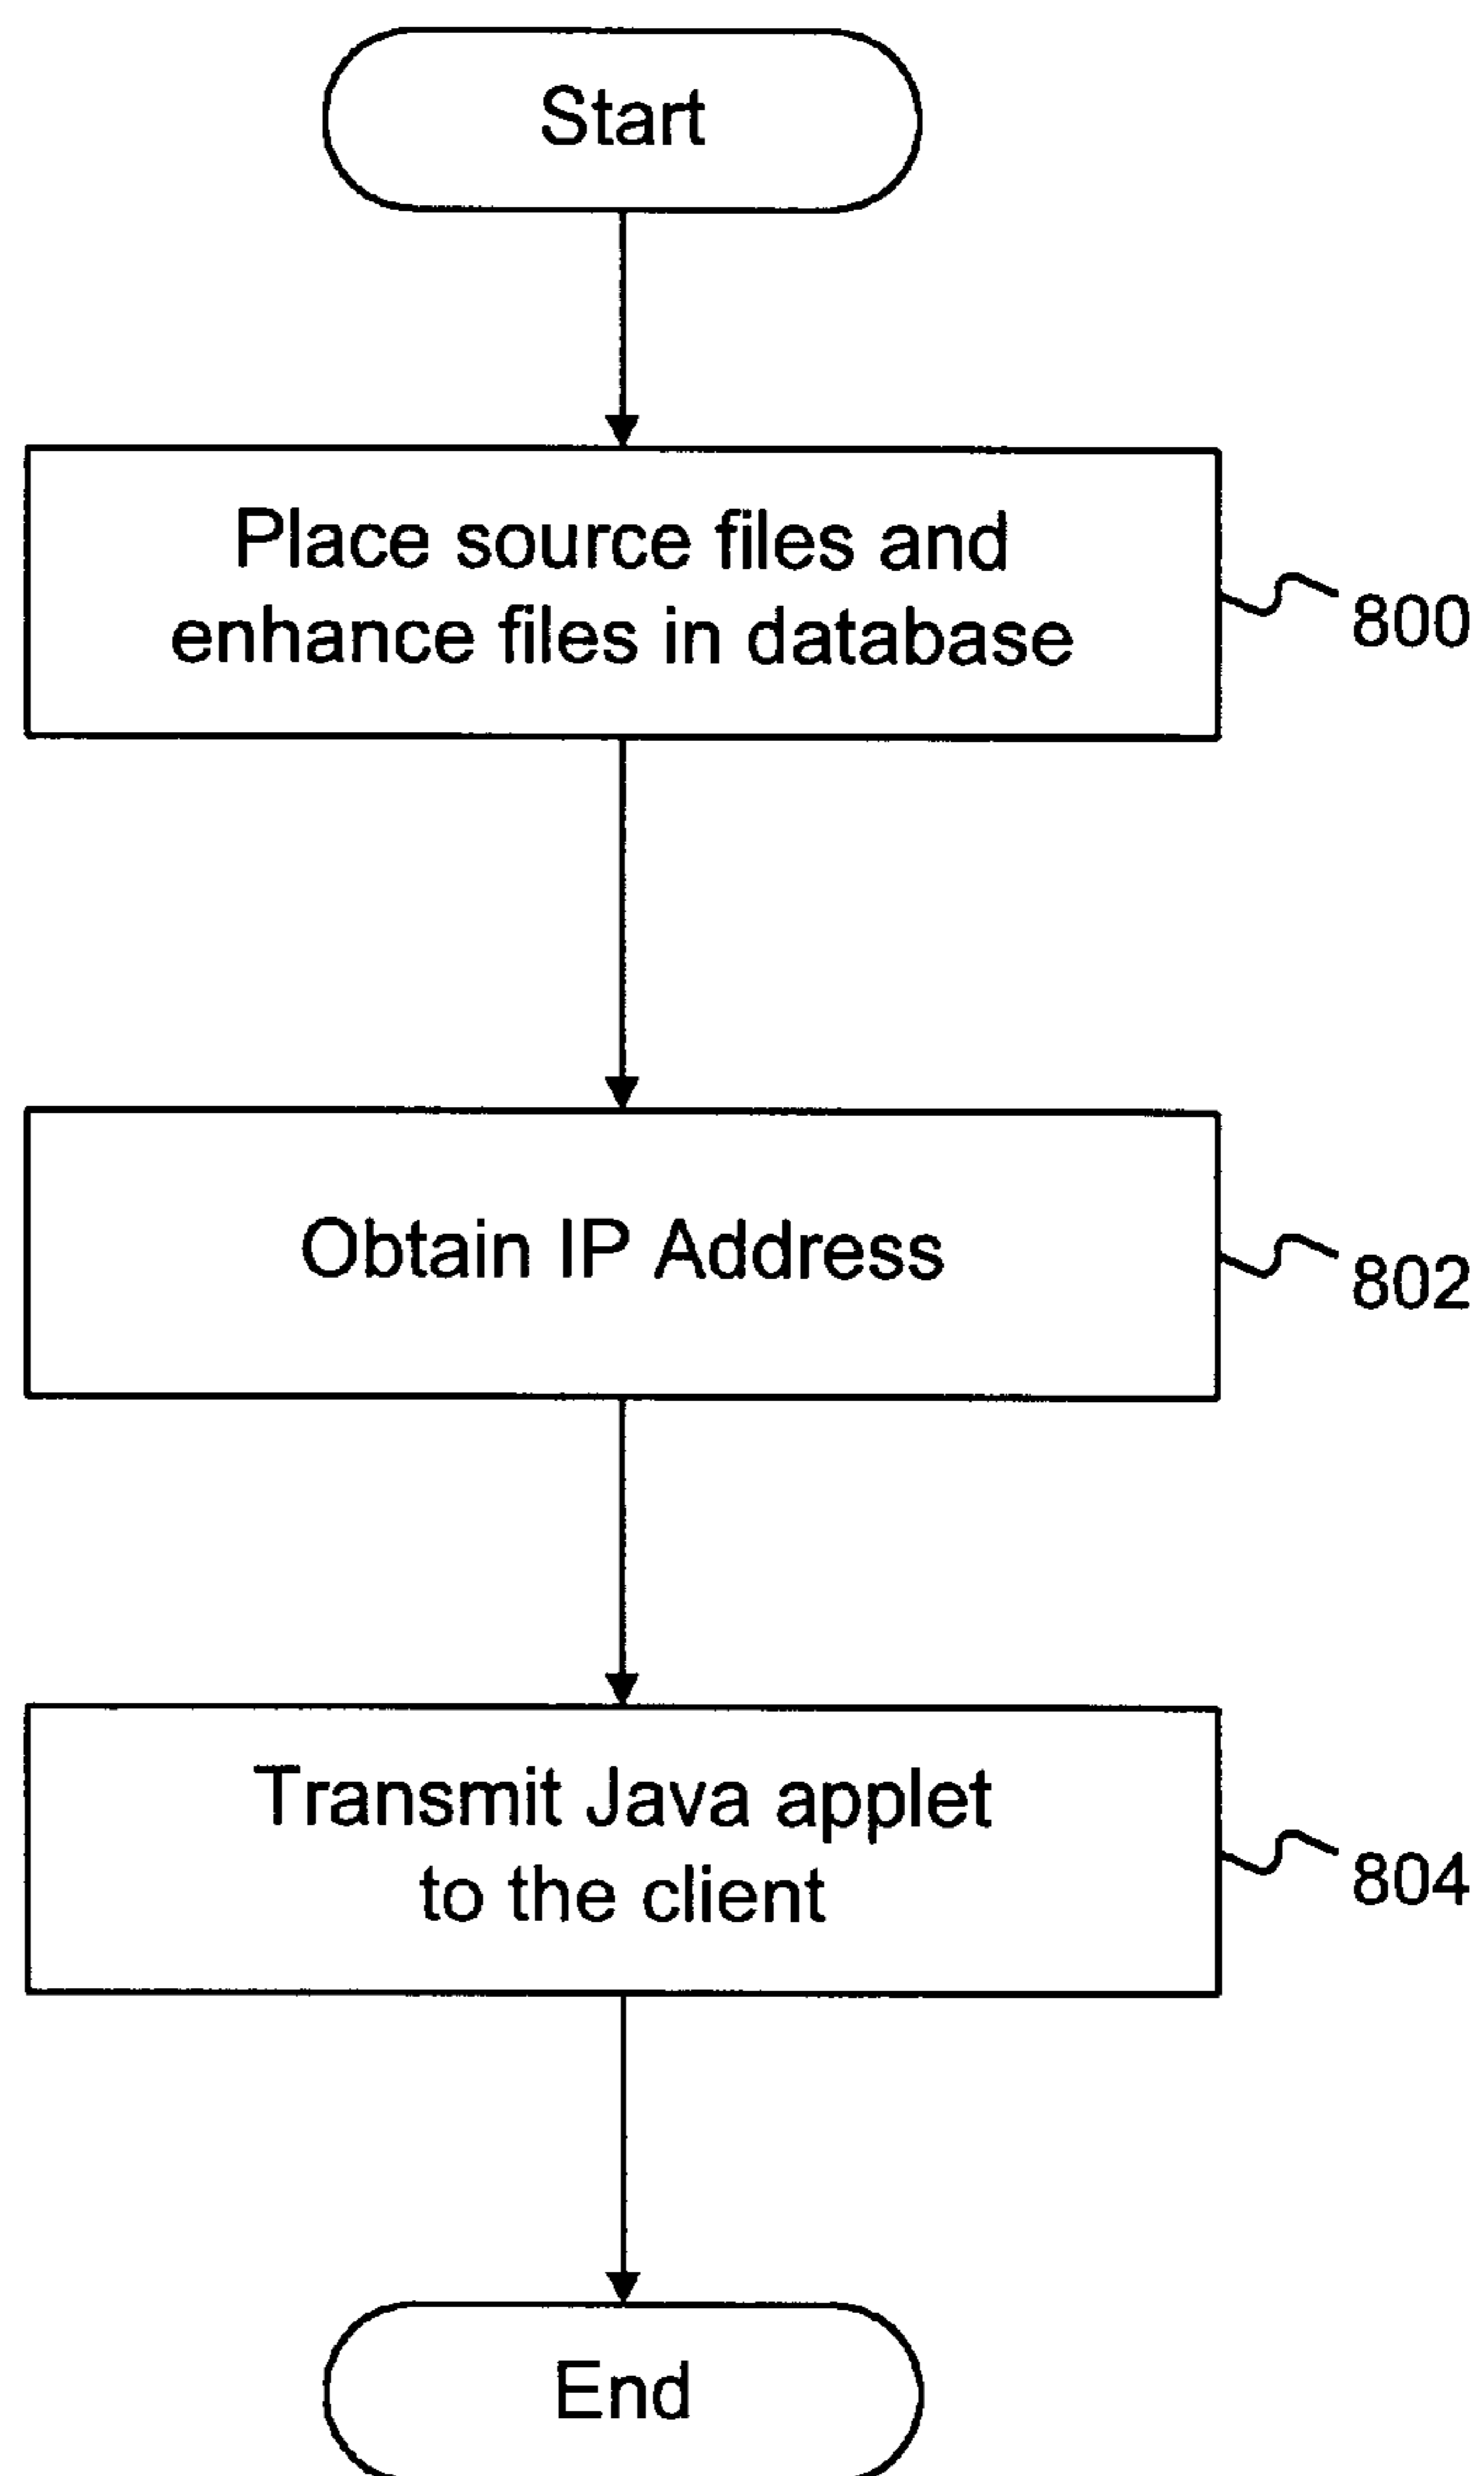 Start
Place source files and
enhance files in database
800
Obtain IP Address
802
Transmit Java applet
to the client
804
End